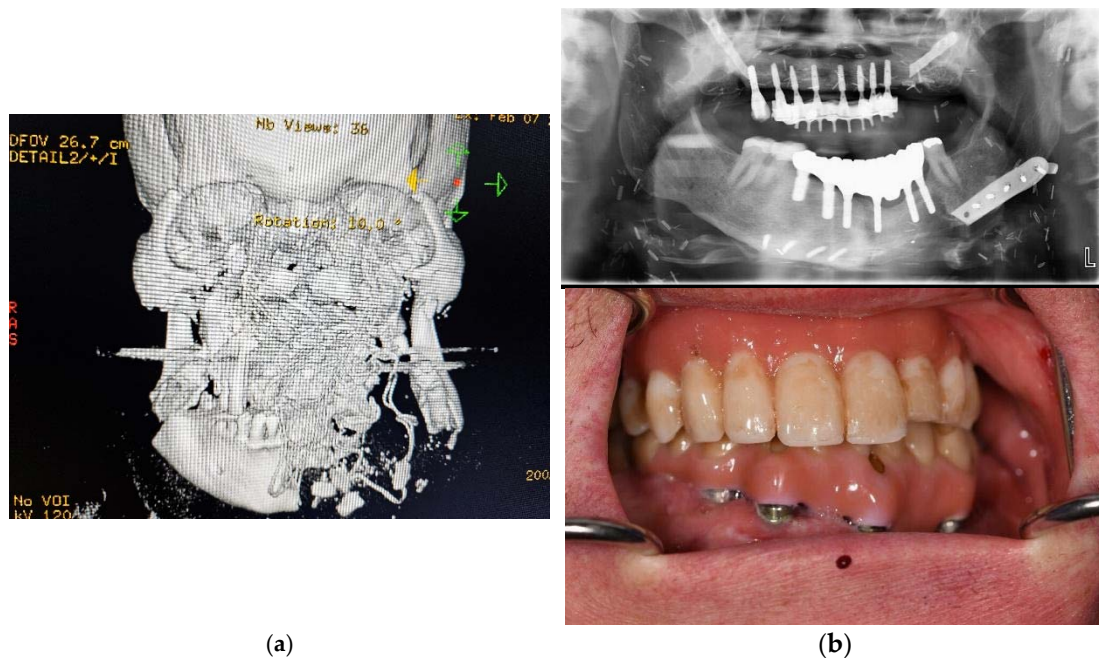 Nb Views: 36
DFOV 26.7 cm
DETAIL2/+/I
Rotation: 10,0 °
R
A
S
No VOI
kV 120
L
(a)
(b)